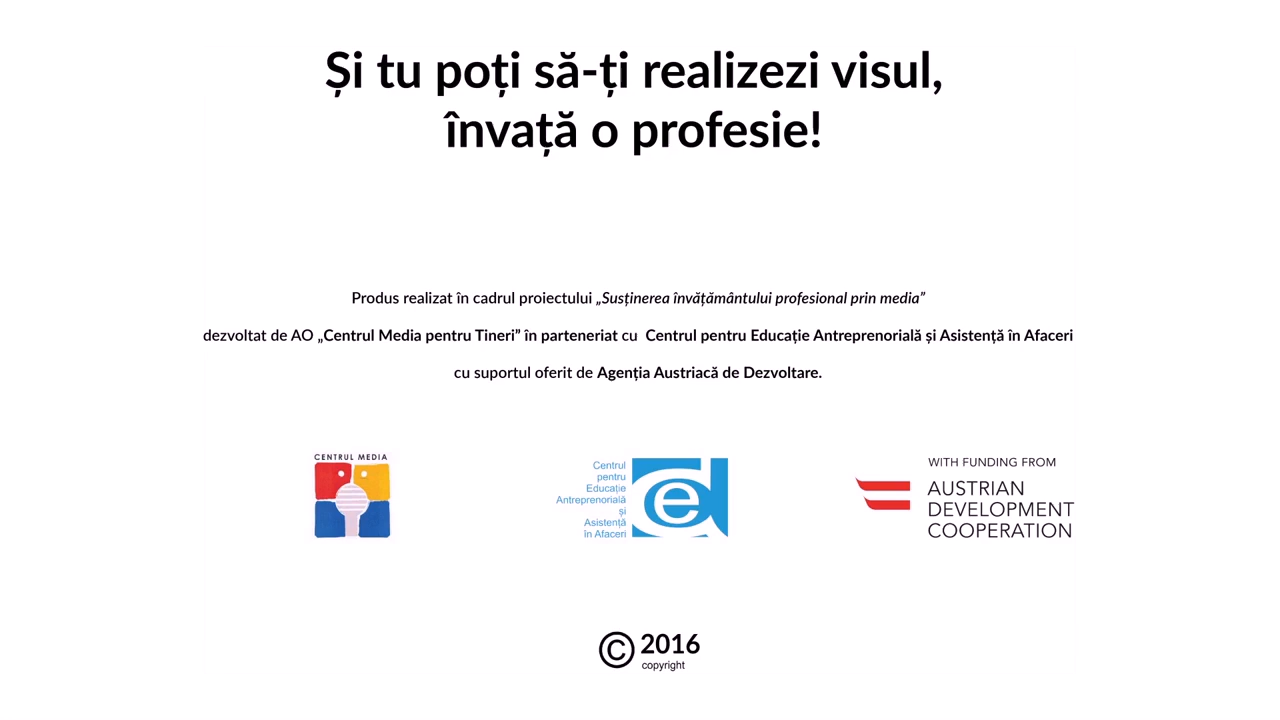 Și tu poți să-ți realizezi visul,
învață o profesie!
Produs realizat în cadrul proiectului „Susținerea învățământului profesional prin media”
dezvoltat de AO „Centrul Media pentru Tineri” în parteneriat cu Centrul pentru Educație Antreprenorială și Asistență în Afaceri
cu suportul oferit de Agenția Austriacă de Dezvoltare.
CENTRUL MEDIA
Centrul
pentru
Educație
Antreprenorială
și
Asistență
în Afaceri
WITH FUNDING FROM
AUSTRIAN
DEVELOPMENT
COOPERATION
© 2016
copyright